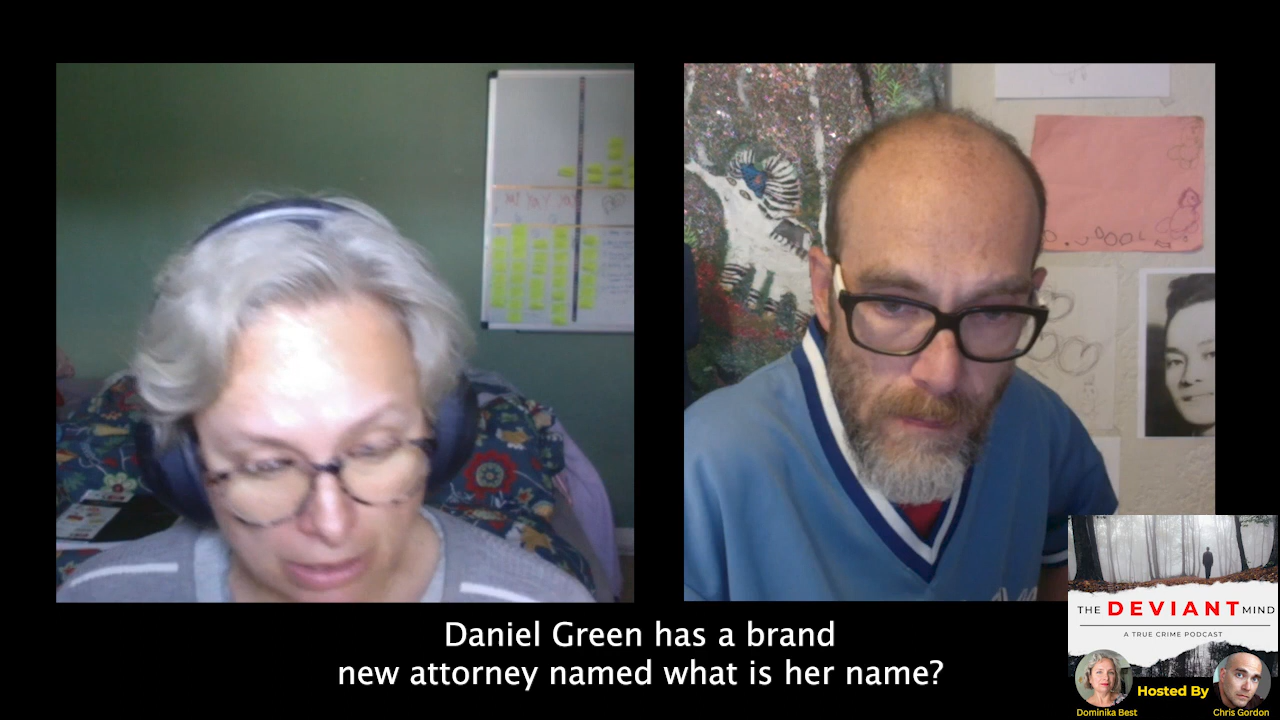 Daniel Green has a brand
new attorney named what is her name?
THE DEVIANT MIND
A TRUE CRIME PODCAST
Hosted By
Dominika Best
Chris Gordon